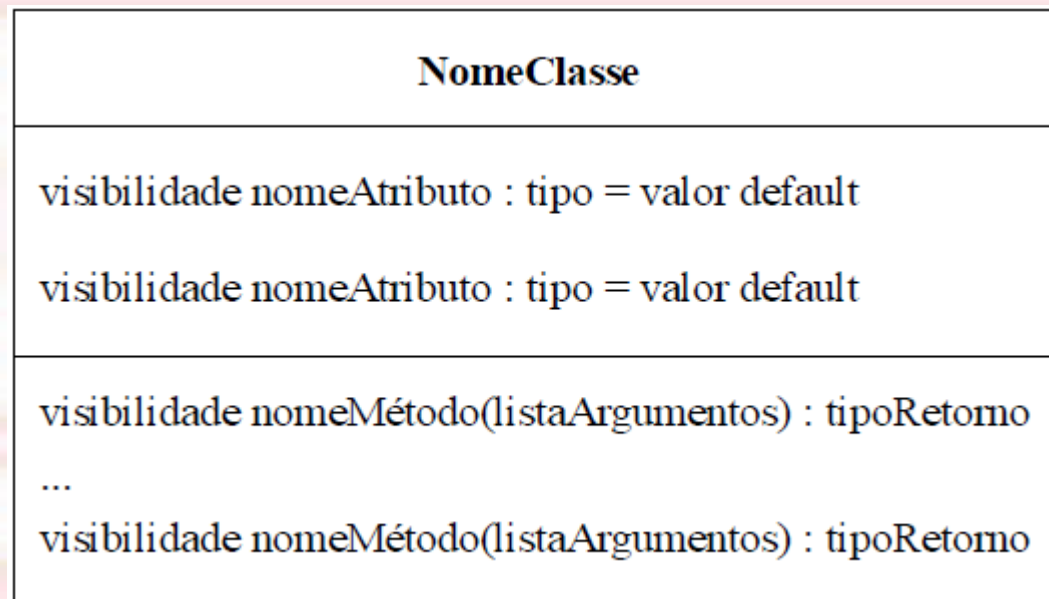 NomeClasse
visibilidade nomeAtributo : tipo = valor default
visibilidade nomeAtributo : tipo = valor default
visibilidade nomeMétodo(listaArgumentos) : tipoRetorno
...
visibilidade nomeMétodo(listaArgumentos) : tipoRetorno